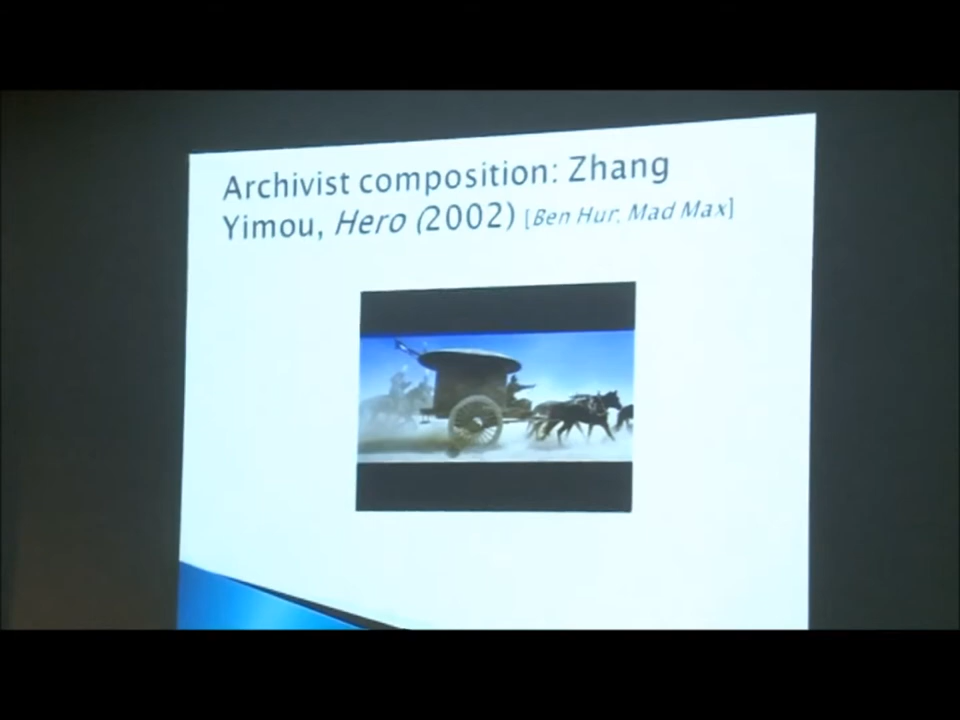 Archivist composition: Zhang
Yimou, Hero (2002) [Ben Hur, Mad Max]